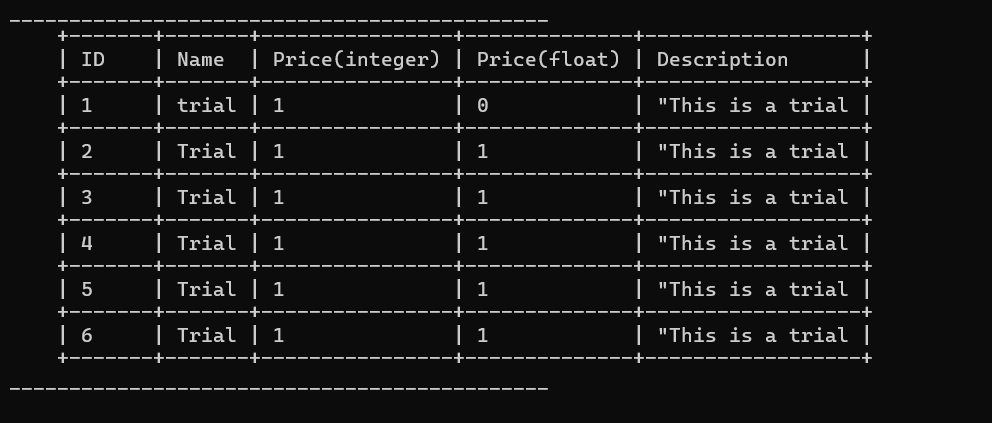 _____________________________________________
+-------+-------+----------------+--------------+------------------+
| ID    | Name  | Price(integer) | Price(float) | Description      |
+-------+-------+----------------+--------------+------------------+
| 1     | trial | 1              | 0            | "This is a trial |
+-------+-------+----------------+--------------+------------------+
| 2     | Trial | 1              | 1            | "This is a trial |
+-------+-------+----------------+--------------+------------------+
| 3     | Trial | 1              | 1            | "This is a trial |
+-------+-------+----------------+--------------+------------------+
| 4     | Trial | 1              | 1            | "This is a trial |
+-------+-------+----------------+--------------+------------------+
| 5     | Trial | 1              | 1            | "This is a trial |
+-------+-------+----------------+--------------+------------------+
| 6     | Trial | 1              | 1            | "This is a trial |
+-------+-------+----------------+--------------+------------------+
_____________________________________________